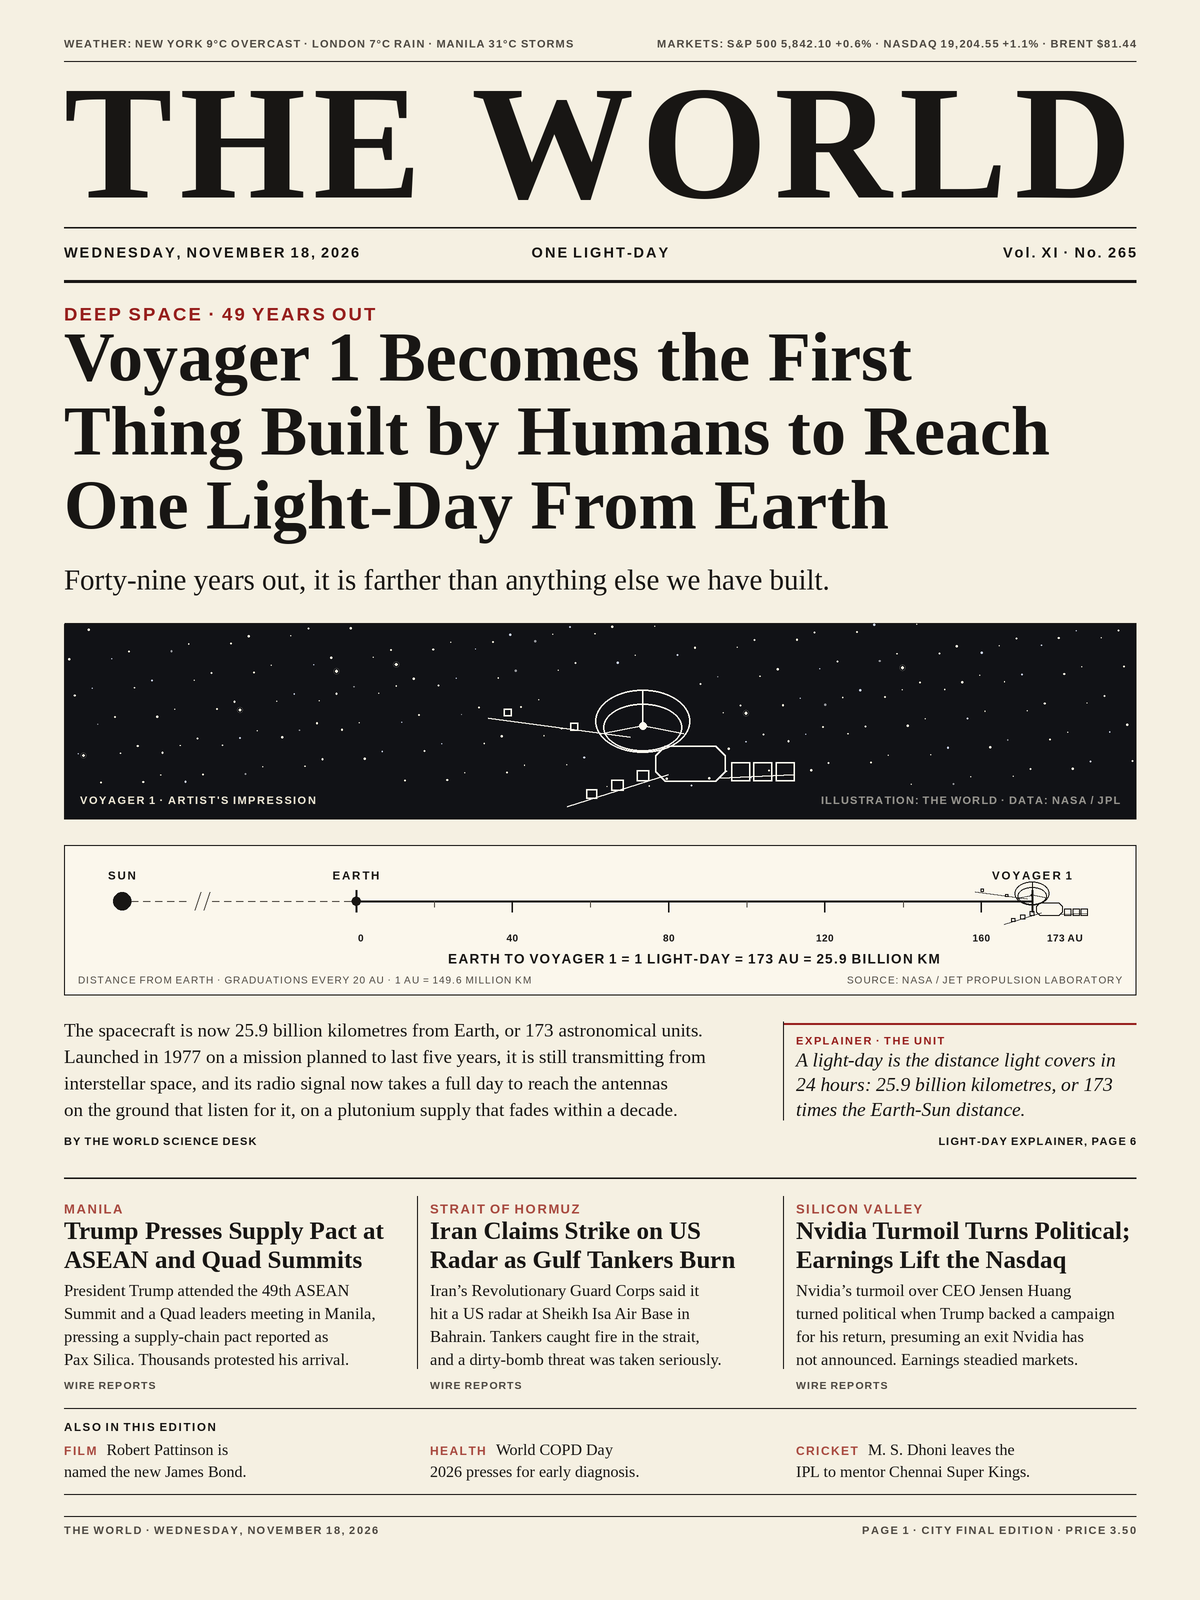 WEATHER: NEW YORK 9°C OVERCAST · LONDON 7°C RAIN · MANILA 31°C STORMS
MARKETS: S&P 500 5,842.10 +0.6% · NASDAQ 19,204.55 +1.1% · BRENT $81.44
THE WORLD
WEDNESDAY, NOVEMBER 18, 2026
ONE LIGHT-DAY
Vol. XI · No. 265
DEEP SPACE · 49 YEARS OUT
Voyager 1 Becomes the First
Thing Built by Humans to Reach
One Light-Day From Earth
Forty-nine years out, it is farther than anything else we have built.
VOYAGER 1 · ARTIST'S IMPRESSION
ILLUSTRATION: THE WORLD · DATA: NASA / JPL
SUN
EARTH
VOYAGER 1
0
40
80
120
160
173 AU
EARTH TO VOYAGER 1 = 1 LIGHT-DAY = 173 AU = 25.9 BILLION KM
DISTANCE FROM EARTH · GRADUATIONS EVERY 20 AU · 1 AU = 149.6 MILLION KM
SOURCE: NASA / JET PROPULSION LABORATORY
The spacecraft is now 25.9 billion kilometres from Earth, or 173 astronomical units.
Launched in 1977 on a mission planned to last five years, it is still transmitting from
interstellar space, and its radio signal now takes a full day to reach the antennas
on the ground that listen for it, on a plutonium supply that fades within a decade.
BY THE WORLD SCIENCE DESK
EXPLAINER · THE UNIT
A light-day is the distance light covers in
24 hours: 25.9 billion kilometres, or 173
times the Earth-Sun distance.
LIGHT-DAY EXPLAINER, PAGE 6
MANILA
Trump Presses Supply Pact at
ASEAN and Quad Summits
President Trump attended the 49th ASEAN
Summit and a Quad leaders meeting in Manila,
pressing a supply-chain pact reported as
Pax Silica. Thousands protested his arrival.
WIRE REPORTS
STRAIT OF HORMUZ
Iran Claims Strike on US
Radar as Gulf Tankers Burn
Iran’s Revolutionary Guard Corps said it
hit a US radar at Sheikh Isa Air Base in
Bahrain. Tankers caught fire in the strait,
and a dirty-bomb threat was taken seriously.
WIRE REPORTS
SILICON VALLEY
Nvidia Turmoil Turns Political;
Earnings Lift the Nasdaq
Nvidia’s turmoil over CEO Jensen Huang
turned political when Trump backed a campaign
for his return, presuming an exit Nvidia has
not announced. Earnings steadied markets.
WIRE REPORTS
ALSO IN THIS EDITION
FILM Robert Pattinson is
named the new James Bond.
HEALTH World COPD Day
2026 presses for early diagnosis.
CRICKET M. S. Dhoni leaves the
IPL to mentor Chennai Super Kings.
THE WORLD · WEDNESDAY, NOVEMBER 18, 2026
PAGE 1 · CITY FINAL EDITION · PRICE 3.50